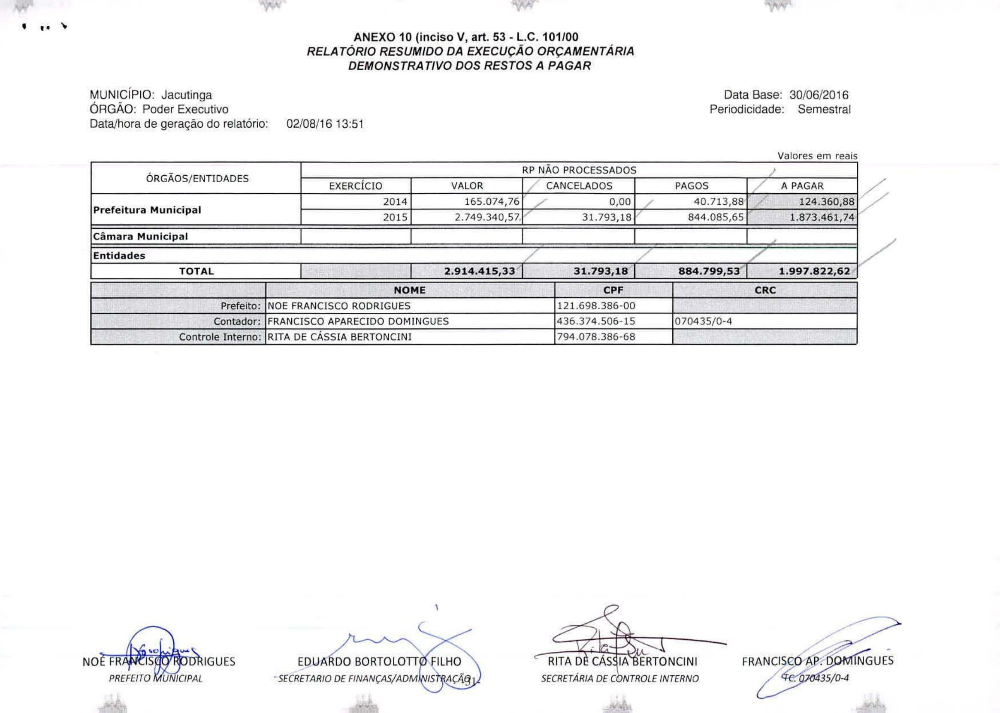 ANEXO 10 (inciso V, art. 53 - L.C. 101/00
RELATÓRIO RESUMIDO DA EXECUÇÃO ORÇAMENTÁRIA
DEMONSTRATIVO DOS RESTOS A PAGAR
MUNICÍPIO: Jacutinga
ÓRGÃO: Poder Executivo
Data/hora de geração do relatório: 02/08/16 13:51
Data Base: 30/06/2016
Periodicidade: Semestral
Valores em reais
ÓRGÃOS/ENTIDADES RP NÃO PROCESSADOS
EXERCÍCIO VALOR CANCELADOS PAGOS A PAGAR
Prefeitura Municipal
2014 165.074,76 0,00 40.713,88 124.360,88
2015 2.749.340,57 31.793,18 844.085,65 1.873.461,74
Câmara Municipal
Entidades
TOTAL 2.914.415,33 31.793,18 884.799,53 1.997.822,62
NOME CPF CRC
Prefeito: NOE FRANCISCO RODRIGUES 121.698.386-00
Contador: FRANCISCO APARECIDO DOMINGUES 436.374.506-15 070435/0-4
Controle Interno: RITA DE CÁSSIA BERTONCINI 794.078.386-68
NOÉ FRANCISCO RODRIGUES
PREFEITO MUNICIPAL
EDUARDO BORTOLOTTO FILHO
SECRETARIO DE FINANÇAS/ADMINISTRAÇÃO
-31-
RITA DE CÁSSIA BERTONCINI
SECRETÁRIA DE CONTROLE INTERNO
FRANCISCO AP. DOMINGUES
TC. 070435/0-4